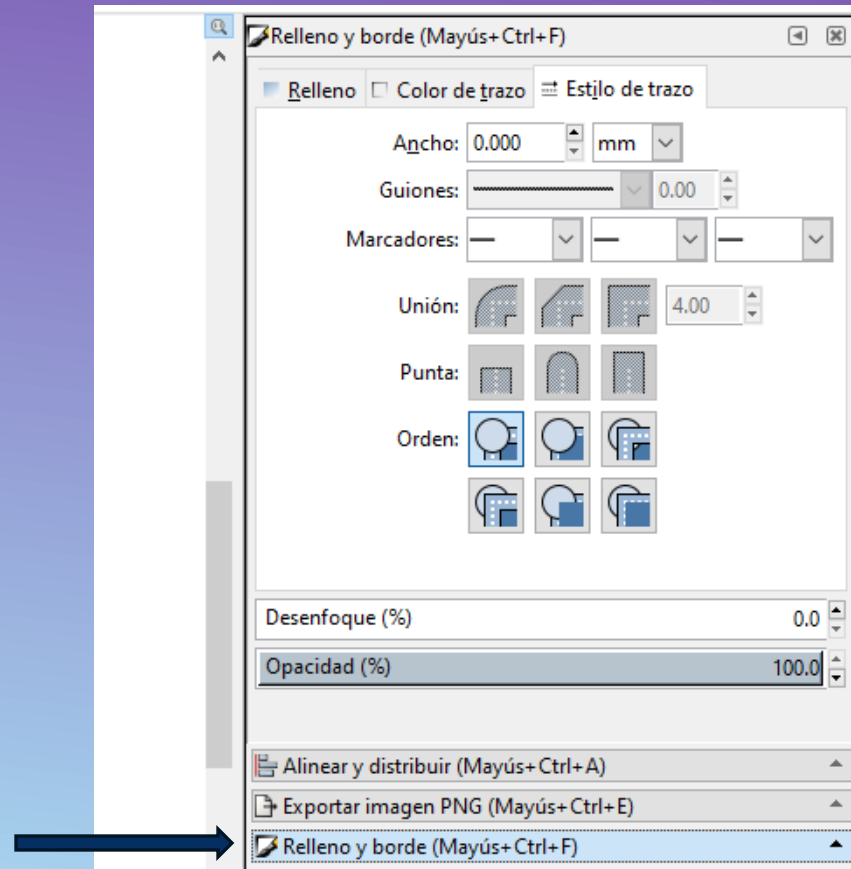 Relleno y borde (Mayús+Ctrl+F)
Relleno Color de trazo Estilo de trazo
Ancho: 0.000 mm
Guiones: 0.00
Marcadores:
Unión: 4.00
Punta:
Orden:
Desenfoque (%) 0.0
Opacidad (%) 100.0
Alinear y distribuir (Mayús+Ctrl+A)
Exportar imagen PNG (Mayús+Ctrl+E)
Relleno y borde (Mayús+Ctrl+F)